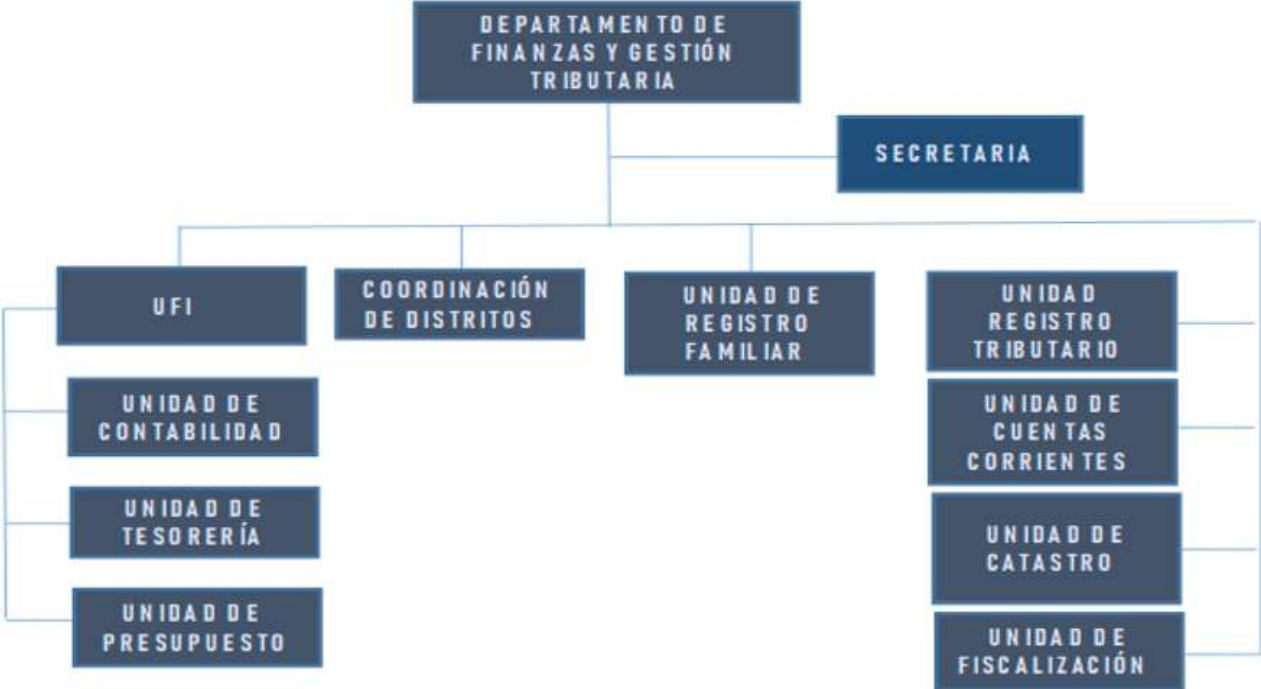 DEPARTAMENTO DE
FINANZAS Y GESTIÓN
TRIBUTARIA
SECRETARIA
UFI
COORDINACIÓN
DE DISTRITOS
UNIDAD DE
REGISTRO
FAMILIAR
UNIDAD
REGISTRO
TRIBUTARIO
UNIDAD DE
CONTABILIDAD
UNIDAD DE
CUENTAS
CORRIENTES
UNIDAD DE
TESORERÍA
UNIDAD DE
CATASTRO
UNIDAD DE
PRESUPUESTO
UNIDAD DE
FISCALIZACIÓN